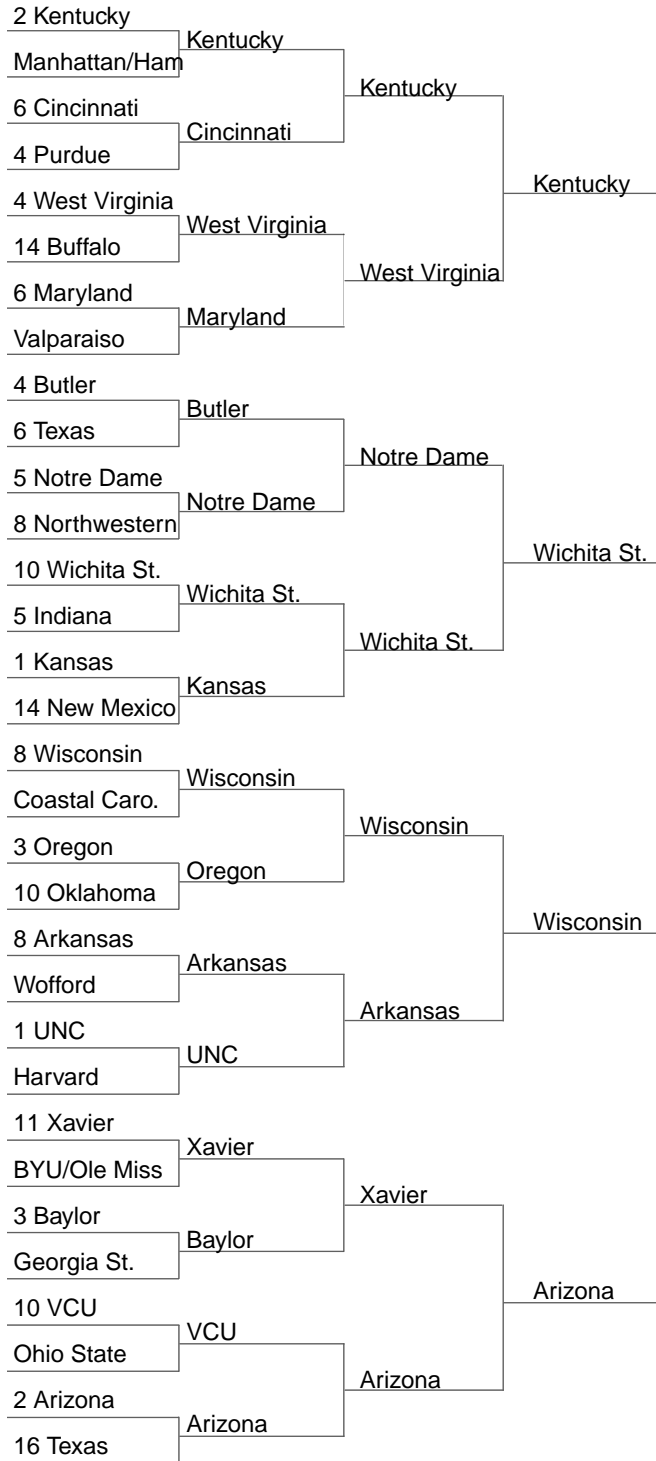 2 Kentucky
Manhattan/Ham
6 Cincinnati
4 Purdue
4 West Virginia
14 Buffalo
6 Maryland
Valparaiso
4 Butler
6 Texas
5 Notre Dame
8 Northwestern
10 Wichita St.
5 Indiana
1 Kansas
14 New Mexico
8 Wisconsin
Coastal Caro.
3 Oregon
10 Oklahoma
8 Arkansas
Wofford
1 UNC
Harvard
11 Xavier
BYU/Ole Miss
3 Baylor
Georgia St.
10 VCU
Ohio State
2 Arizona
16 Texas
Kentucky
Cincinnati
West Virginia
Maryland
Butler
Notre Dame
Wichita St.
Kansas
Wisconsin
Oregon
Arkansas
UNC
Xavier
Baylor
VCU
Arizona
Kentucky
West Virginia
Notre Dame
Wichita St.
Wisconsin
Arkansas
Xavier
Arizona
Kentucky
Wichita St.
Wisconsin
Arizona